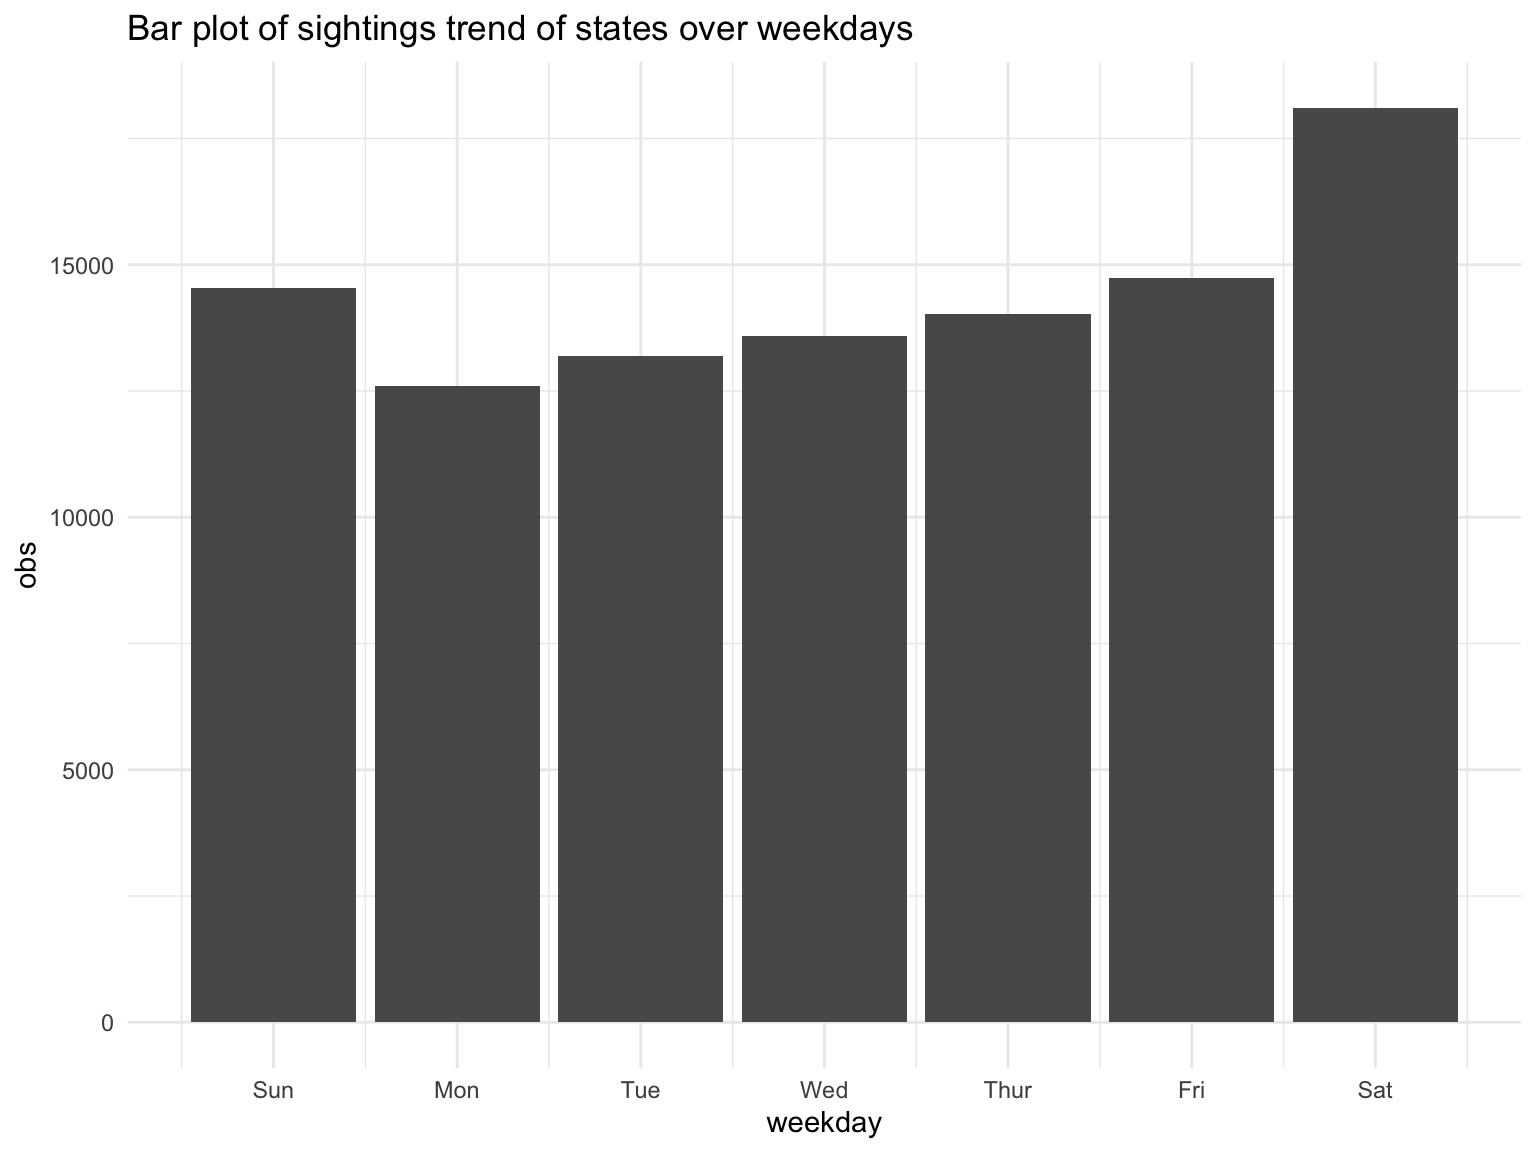 Bar plot of sightings trend of states over weekdays
15000
10000
5000
0
obs
Sun Mon Tue Wed Thur Fri Sat
weekday